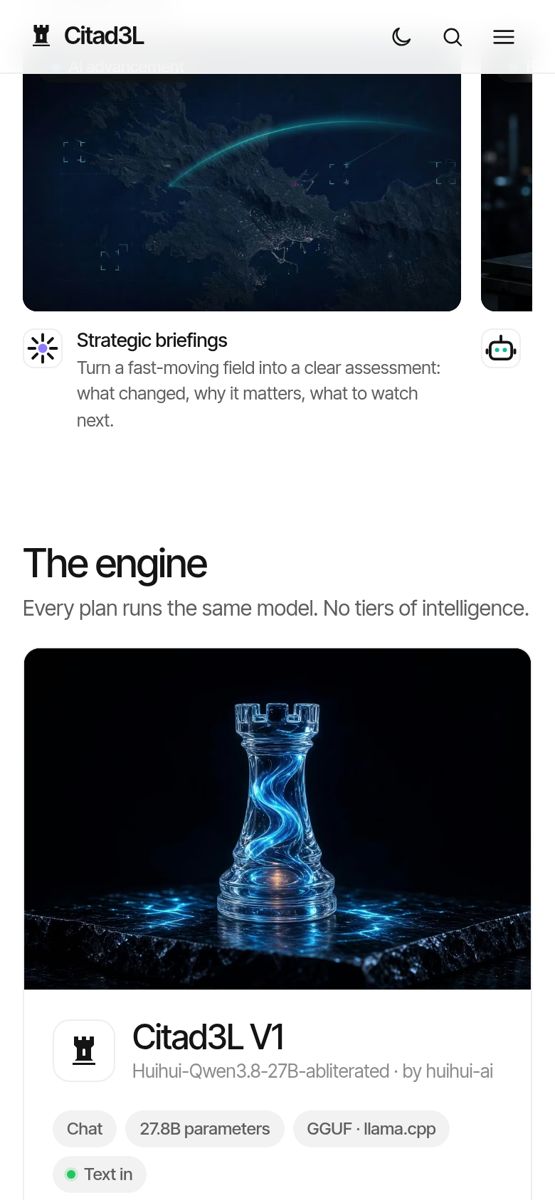 Citad3L
AI advancement
Strategic briefings
Turn a fast-moving field into a clear assessment:
what changed, why it matters, what to watch
next.
The engine
Every plan runs the same model. No tiers of intelligence.
Citad3L V1
Huihui-Qwen3.8-27B-abliterated · by huihui-ai
Chat
27.8B parameters
GGUF · llama.cpp
Text in